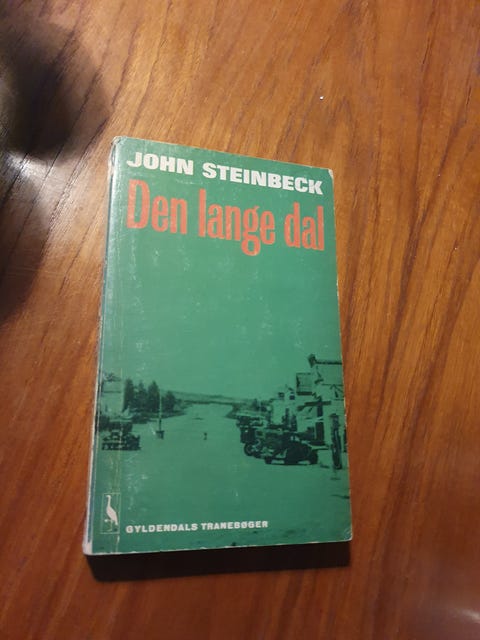 JOHN STEINBECK
Den lange dal
GYLDENDALS TRANEBØGER